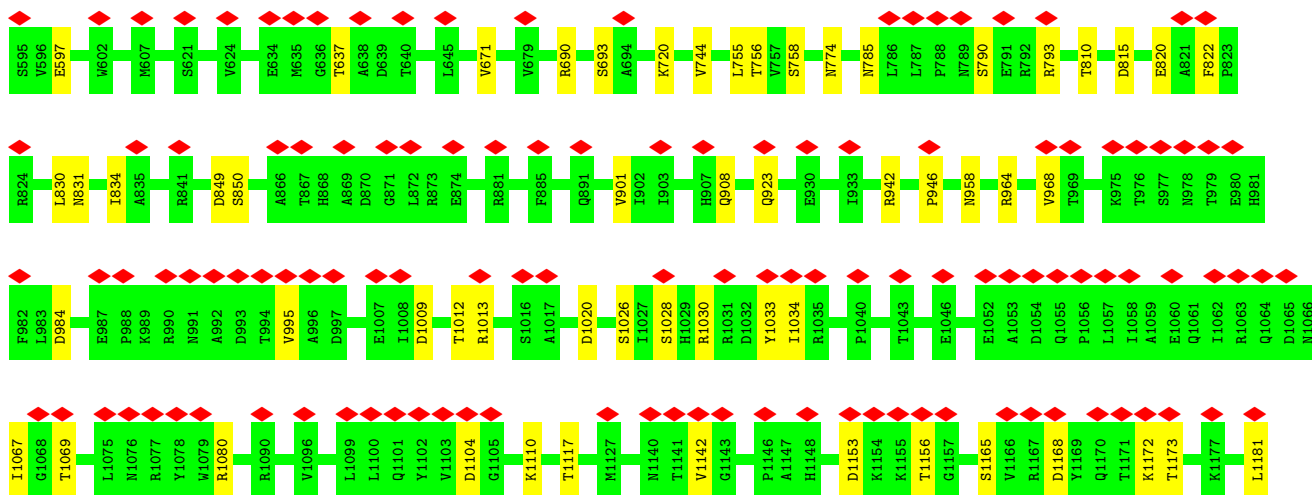 S595 V596 E597 W602 M607 S621 V624 E634 M635 G636 T637 A638 D639 T640 L645 V671 V679 R690 S693 A694 K720 V744 L755 T756 V757 S758 N774 N785 L786 L787 P788 N789 S790 E791 R792 R793 T810 D815 E820 A821 F822 P823
R824 L830 N831 I834 A835 R841 D849 S850 A866 T867 H868 A869 D870 G871 L872 R873 E874 R881 F885 Q891 V901 I902 I903 H907 Q908 Q923 E930 I933 R942 P946 N958 R964 V968 T969 K975 T976 S977 N978 T979 E980 H981
F982 L983 D984 E987 P988 K989 R990 N991 A992 D993 T994 V995 A996 D997 E1007 I1008 D1009 T1012 R1013 S1016 A1017 D1020 S1026 I1027 S1028 H1029 R1030 R1031 D1032 Y1033 I1034 R1035 P1040 T1043 E1046 E1052 A1053 D1054 Q1055 P1056 L1057 I1058 A1059 E1060 Q1061 I1062 R1063 Q1064 D1065 N1066
I1067 G1068 T1069 L1075 N1076 R1077 Y1078 W1079 R1080 R1090 V1096 L1099 L1100 Q1101 Y1102 V1103 D1104 G1105 K1110 T1117 M1127 N1140 T1141 V1142 G1143 P1146 A1147 H1148 D1153 K1154 K1155 T1156 G1157 S1165 V1166 R1167 D1168 Y1169 Q1170 T1171 K1172 T1173 K1177 L1181